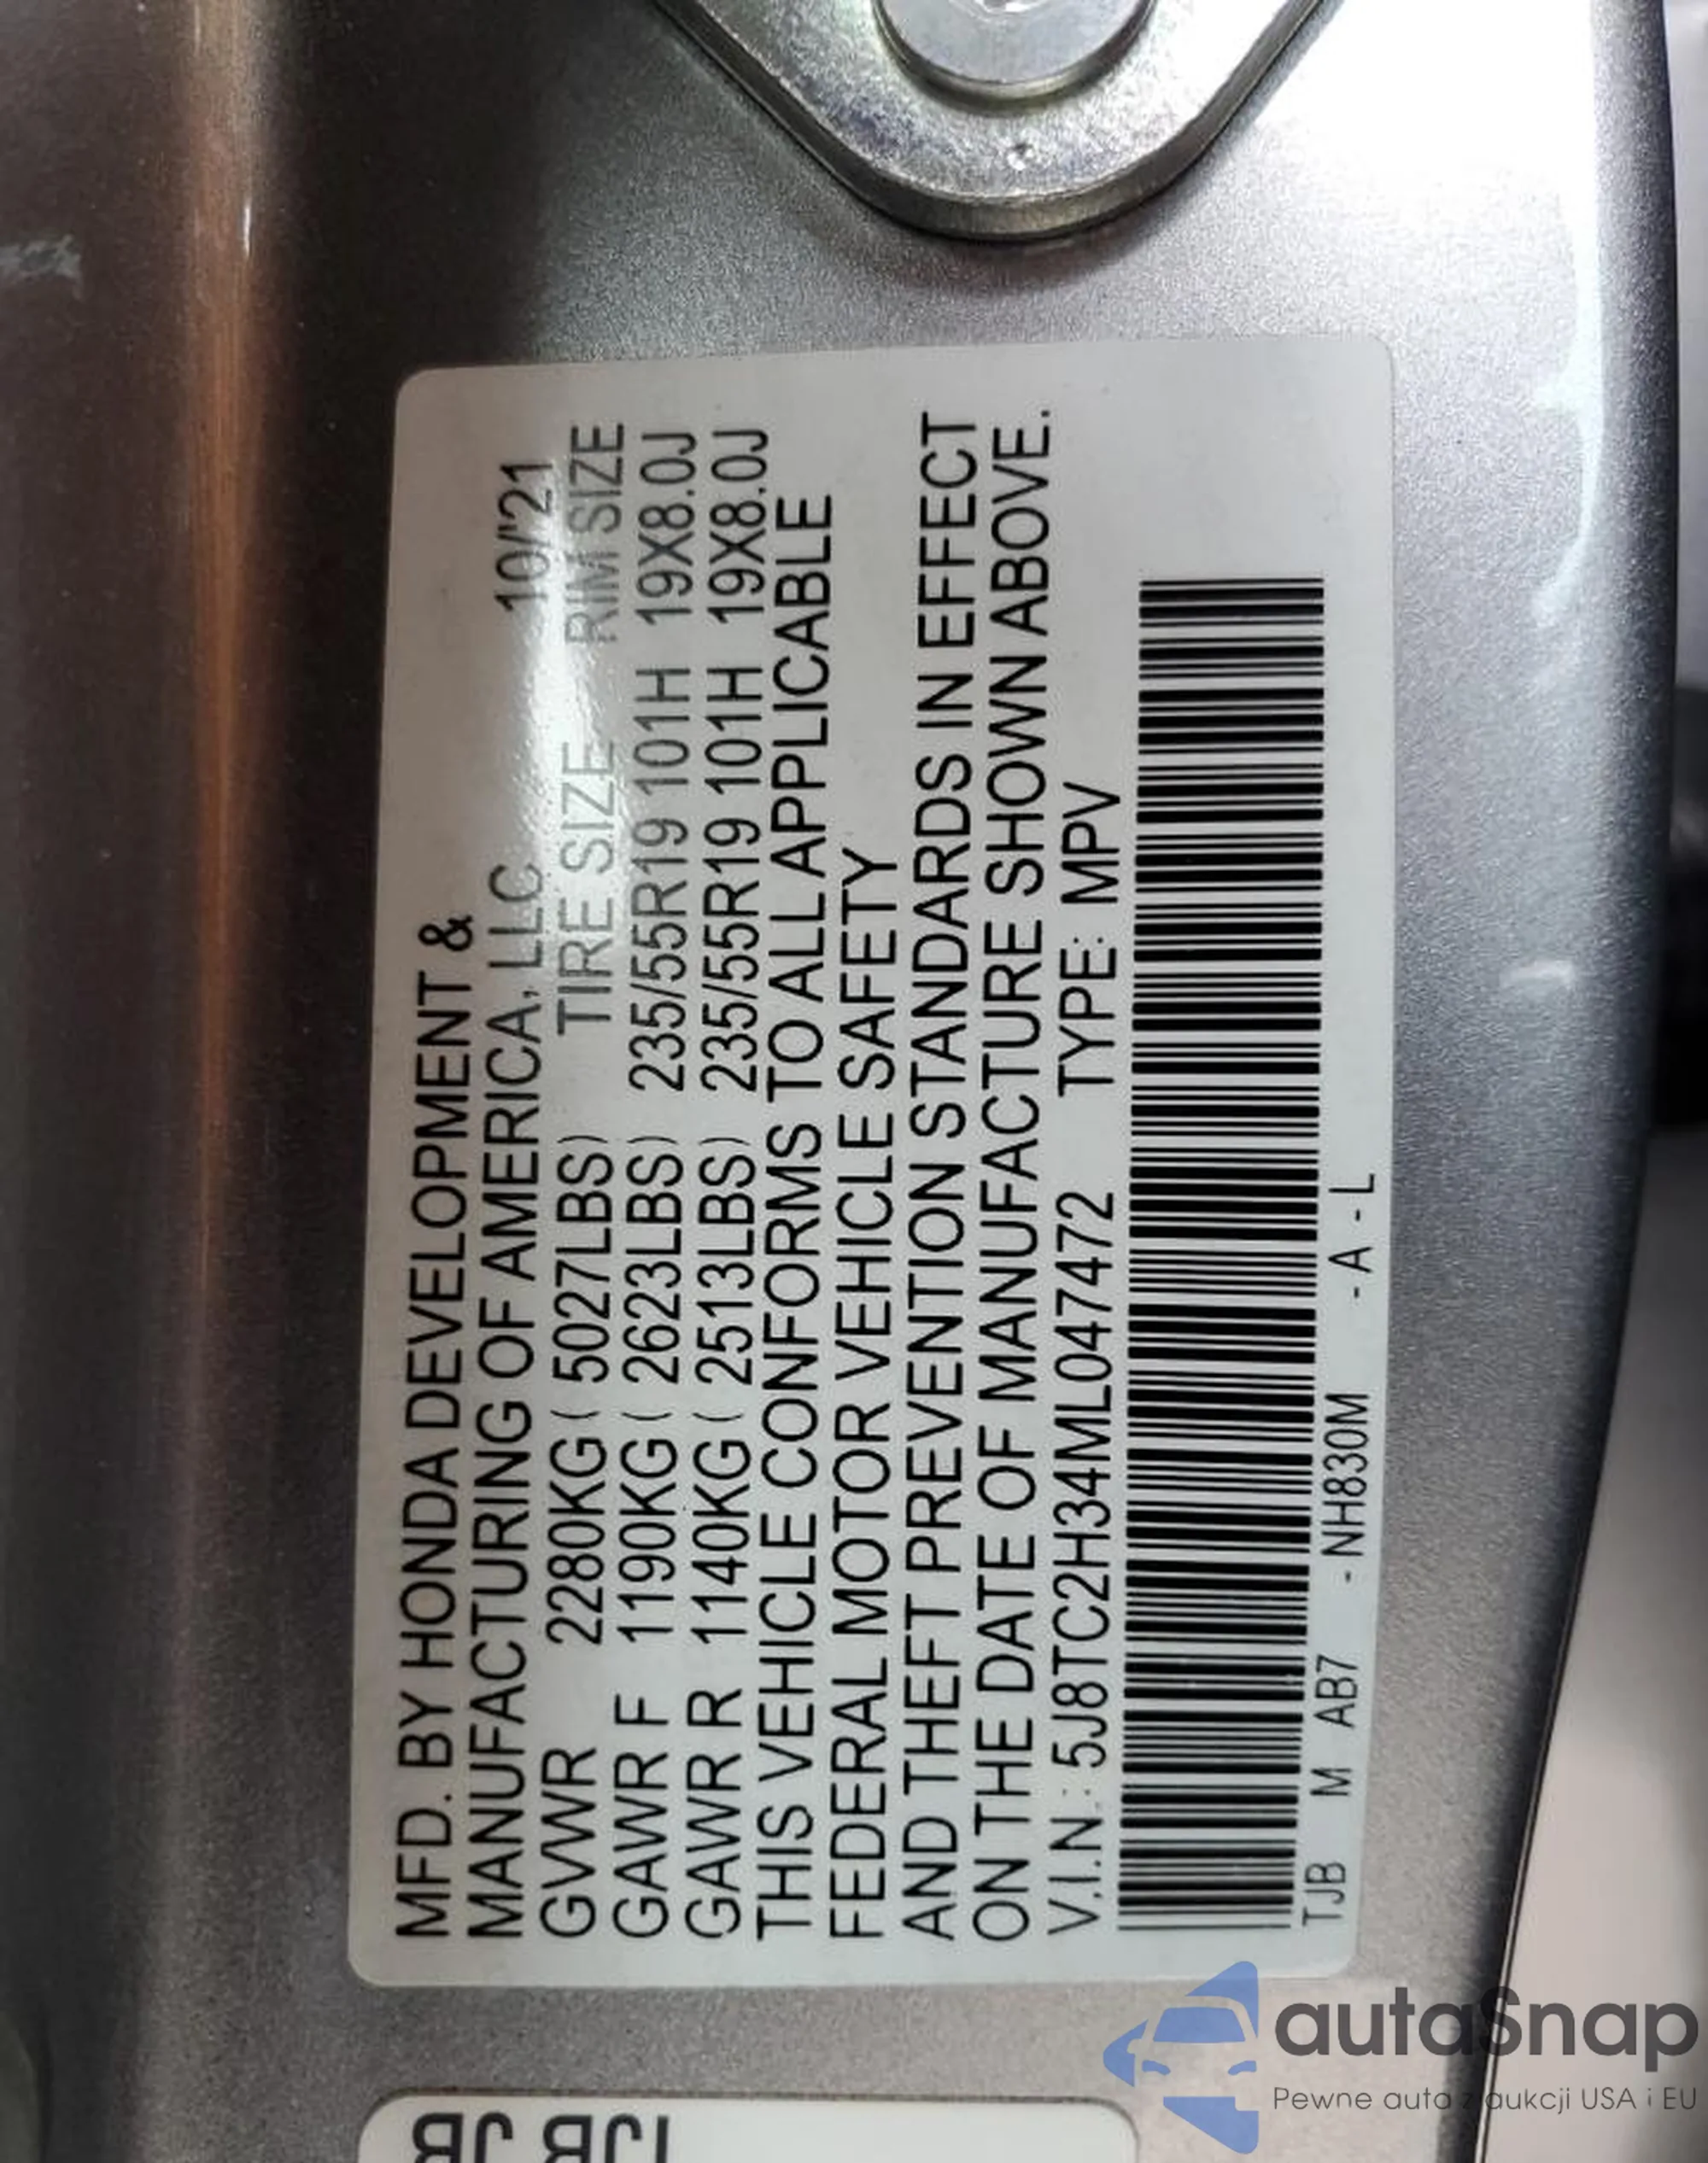 MFD. BY HONDA DEVELOPMENT &
MANUFACTURING OF AMERICA, LLC 10/'21
GVWR 2280KG ( 5027LBS) TIRE SIZE RIM SIZE
GAWR F 1190KG ( 2623LBS) 235/55R19 101H 19X8.0J
GAWR R 1140KG ( 2513LBS) 235/55R19 101H 19X8.0J
THIS VEHICLE CONFORMS TO ALL APPLICABLE
FEDERAL MOTOR VEHICLE SAFETY
AND THEFT PREVENTION STANDARDS IN EFFECT
ON THE DATE OF MANUFACTURE SHOWN ABOVE.
V.I.N.: 5J8TC2H34ML047472 TYPE: MPV
TJB M AB7 - NH830M - A - L
autaSnap
Pewne auta z aukcji USA i EU